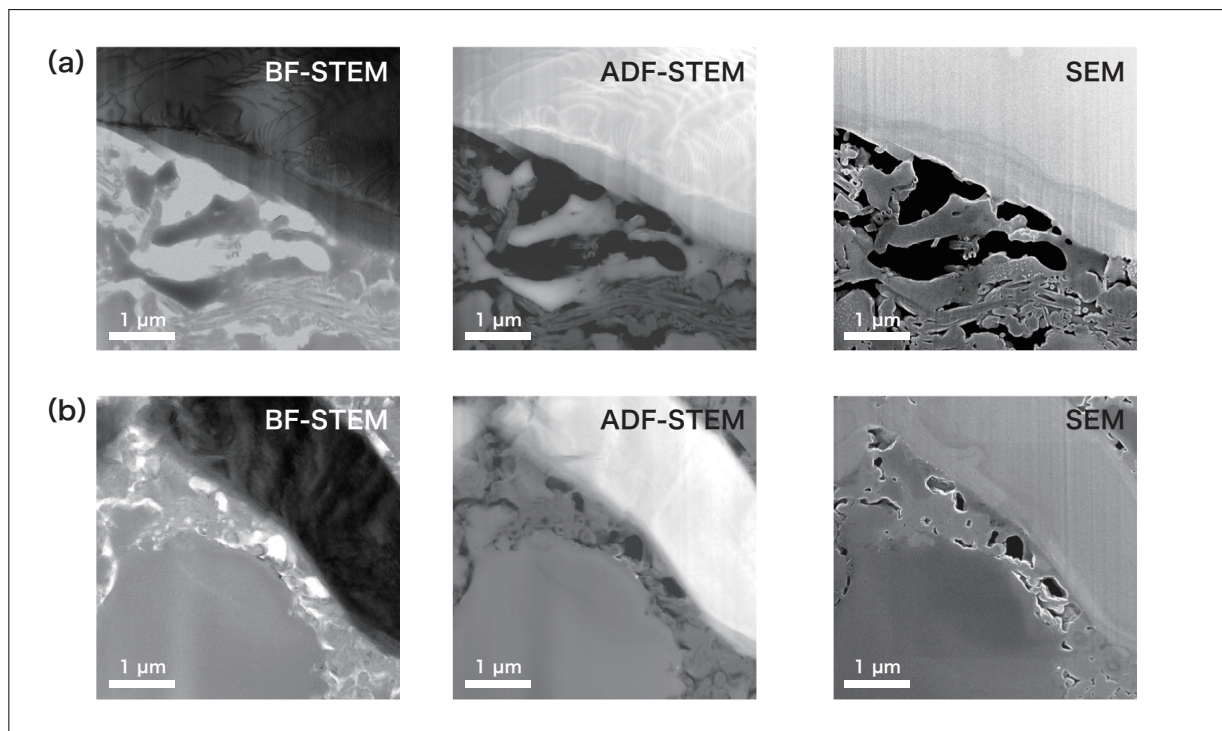 (a)
BF-STEM
ADF-STEM
SEM
1 μm
1 μm
1 μm
(b)
BF-STEM
ADF-STEM
SEM
1 μm
1 μm
1 μm